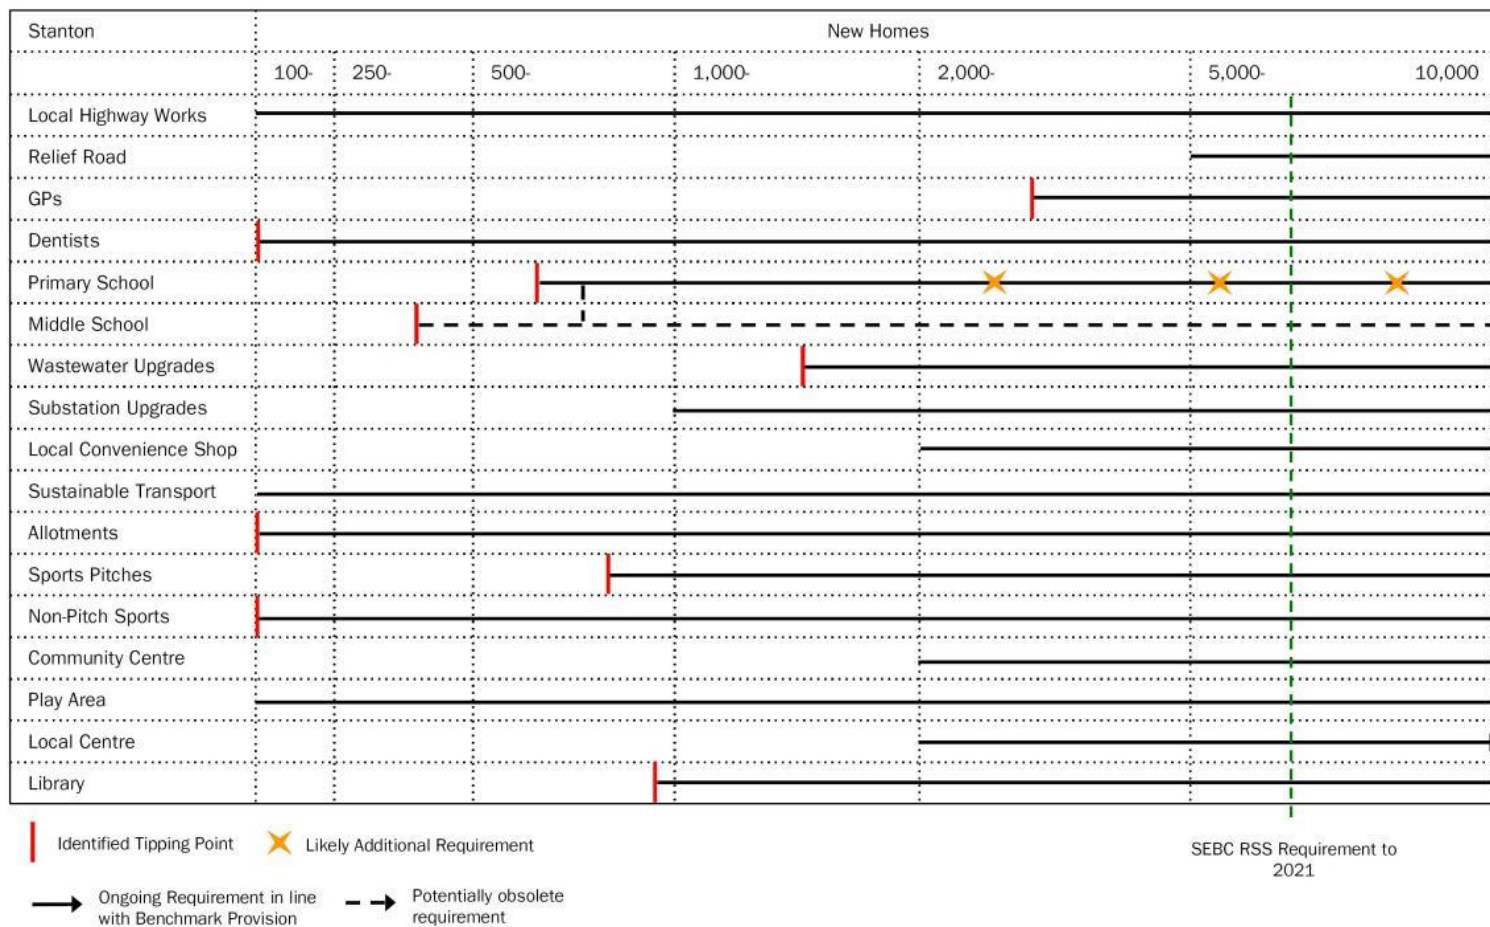 Stanton New Homes
100- 250- 500- 1,000- 2,000- 5,000- 10,000
Local Highway Works
Relief Road
GPs
Dentists
Primary School
Middle School
Wastewater Upgrades
Substation Upgrades
Local Convenience Shop
Sustainable Transport
Allotments
Sports Pitches
Non-Pitch Sports
Community Centre
Play Area
Local Centre
Library
Identified Tipping Point
Likely Additional Requirement
SEBC RSS Requirement to
2021
Ongoing Requirement in line
with Benchmark Provision
Potentially obsolete
requirement